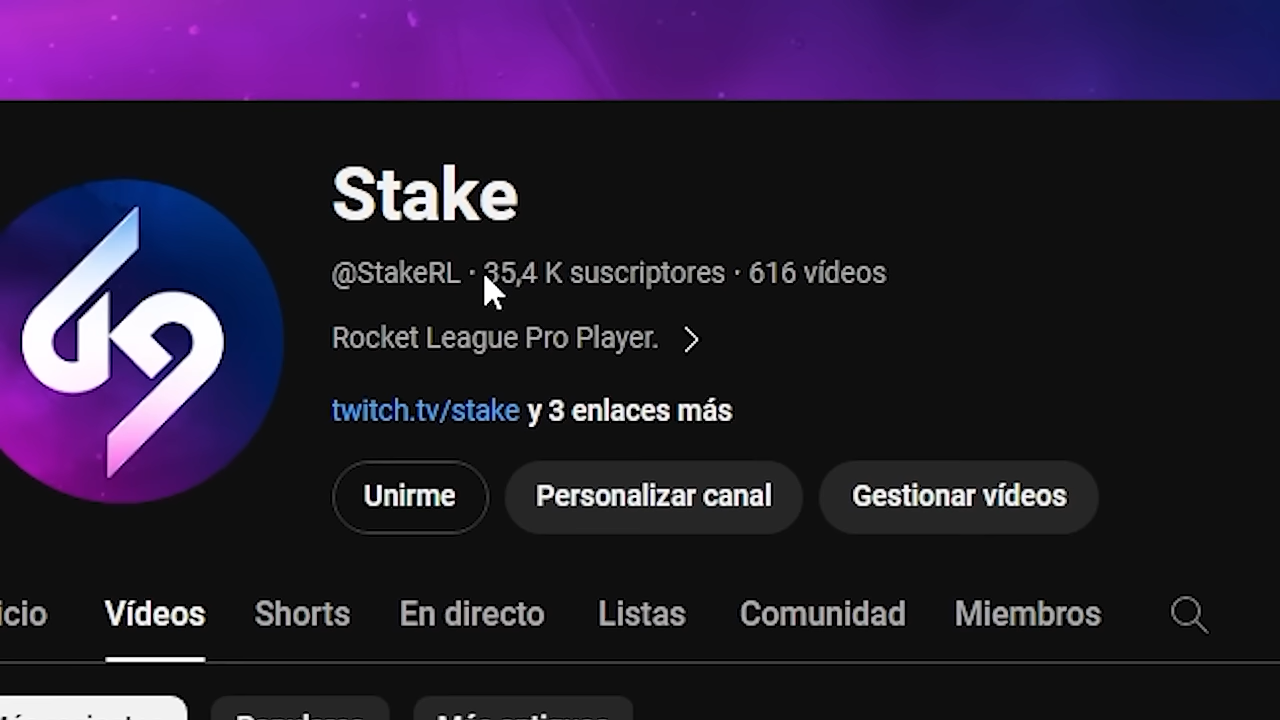 Stake
@StakeRL · 35,4 K suscriptores · 616 vídeos
Rocket League Pro Player.
twitch.tv/stake y 3 enlaces más
Unirme Personalizar canal Gestionar vídeos
icio Vídeos Shorts En directo Listas Comunidad Miembros